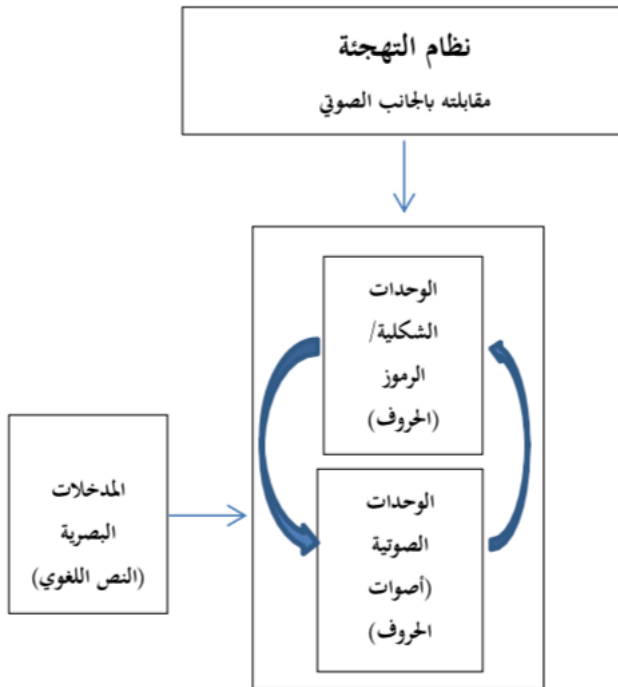 نظام التهجئة
مقابلته بالجانب الصوتي
الوحدات
الشكلية/
الرموز
(الحروف)
المدخلات
البصرية
(النص اللغوي)
الوحدات
الصوتية
(أصوات
الحروف)